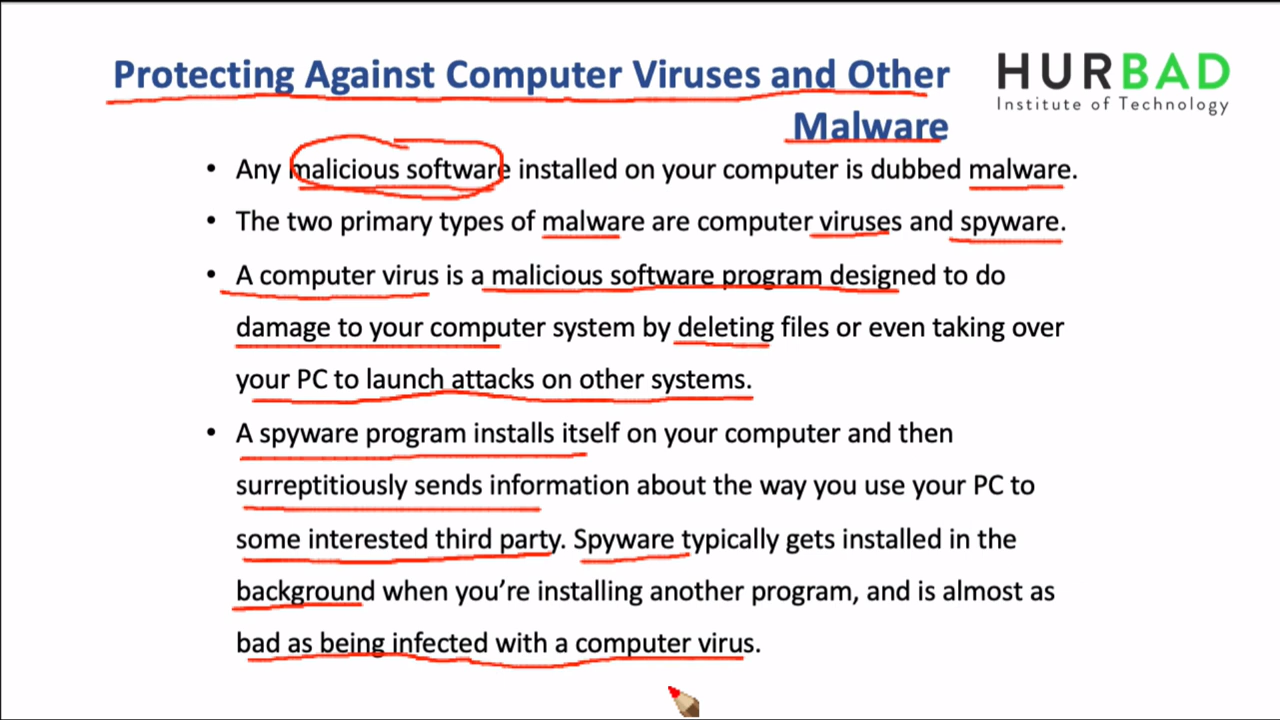 Protecting Against Computer Viruses and Other
Malware
HURBAD
Institute of Technology
• Any malicious software installed on your computer is dubbed malware.
• The two primary types of malware are computer viruses and spyware.
• A computer virus is a malicious software program designed to do
damage to your computer system by deleting files or even taking over
your PC to launch attacks on other systems.
• A spyware program installs itself on your computer and then
surreptitiously sends information about the way you use your PC to
some interested third party. Spyware typically gets installed in the
background when you’re installing another program, and is almost as
bad as being infected with a computer virus.